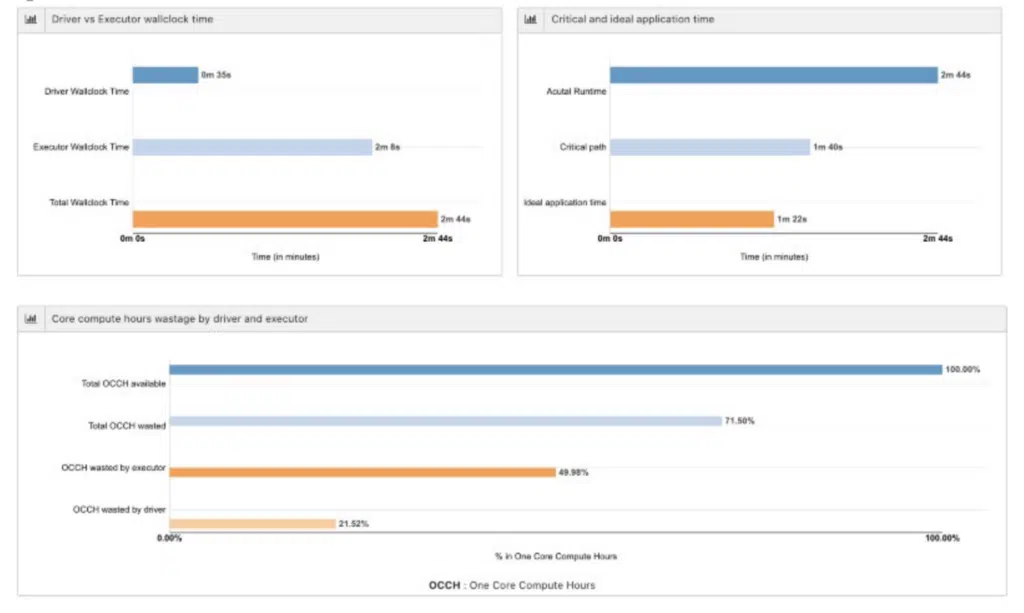 Driver vs Executor wallclock time
Driver Wallclock Time
0m 35s
Executor Wallclock Time
2m 8s
Total Wallclock Time
2m 44s
0m 0s
2m 44s
Time (in minutes)
Critical and ideal application time
Acutal Runtime
2m 44s
Critical path
1m 40s
Ideal application time
1m 22s
0m 0s
2m 44s
Time (in minutes)
Core compute hours wastage by driver and executor
Total OCCH available
100.00%
Total OCCH wasted
71.50%
OCCH wasted by executor
49.98%
OCCH wasted by driver
21.52%
0.00%
100.00%
% in One Core Compute Hours
OCCH : One Core Compute Hours